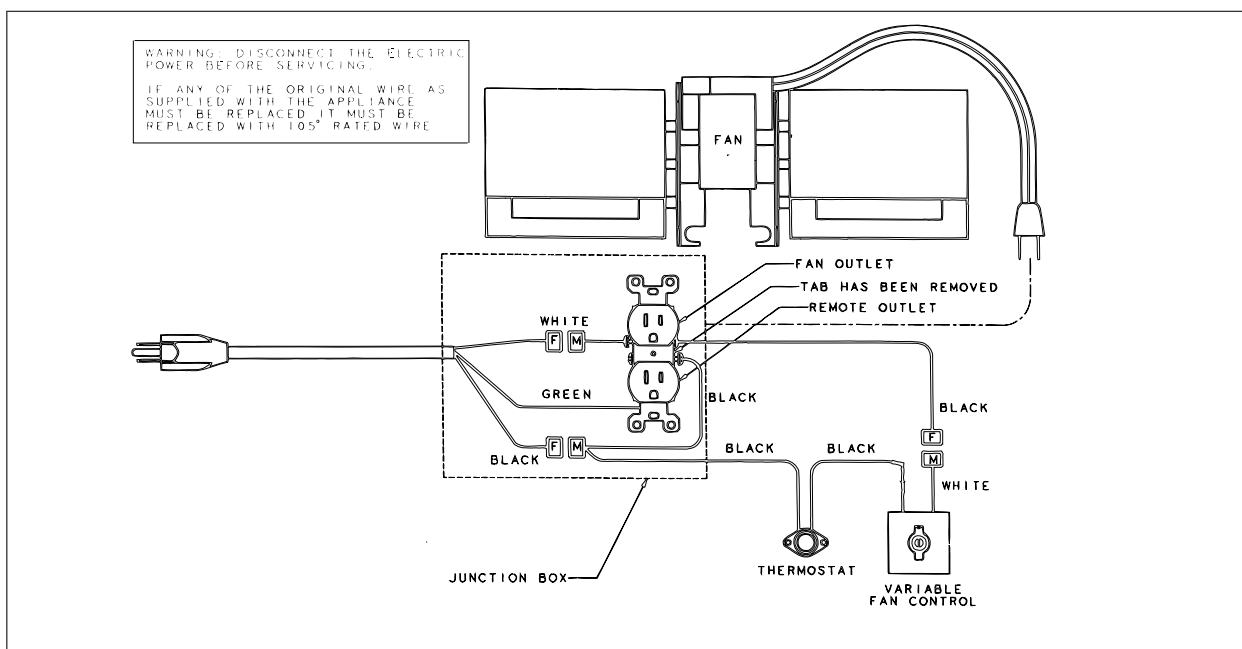 WARNING: DISCONNECT THE ELECTRIC
POWER BEFORE SERVICING.
IF ANY OF THE ORIGINAL WIRE AS
SUPPLIED WITH THE APPLIANCE
MUST BE REPLACED IT MUST BE
REPLACED WITH 105° RATED WIRE
FAN
FAN OUTLET
TAB HAS BEEN REMOVED
REMOTE OUTLET
WHITE
F M
GREEN
BLACK
BLACK
F
M
WHITE
BLACK
F M
BLACK
BLACK
JUNCTION BOX
THERMOSTAT
VARIABLE
FAN CONTROL